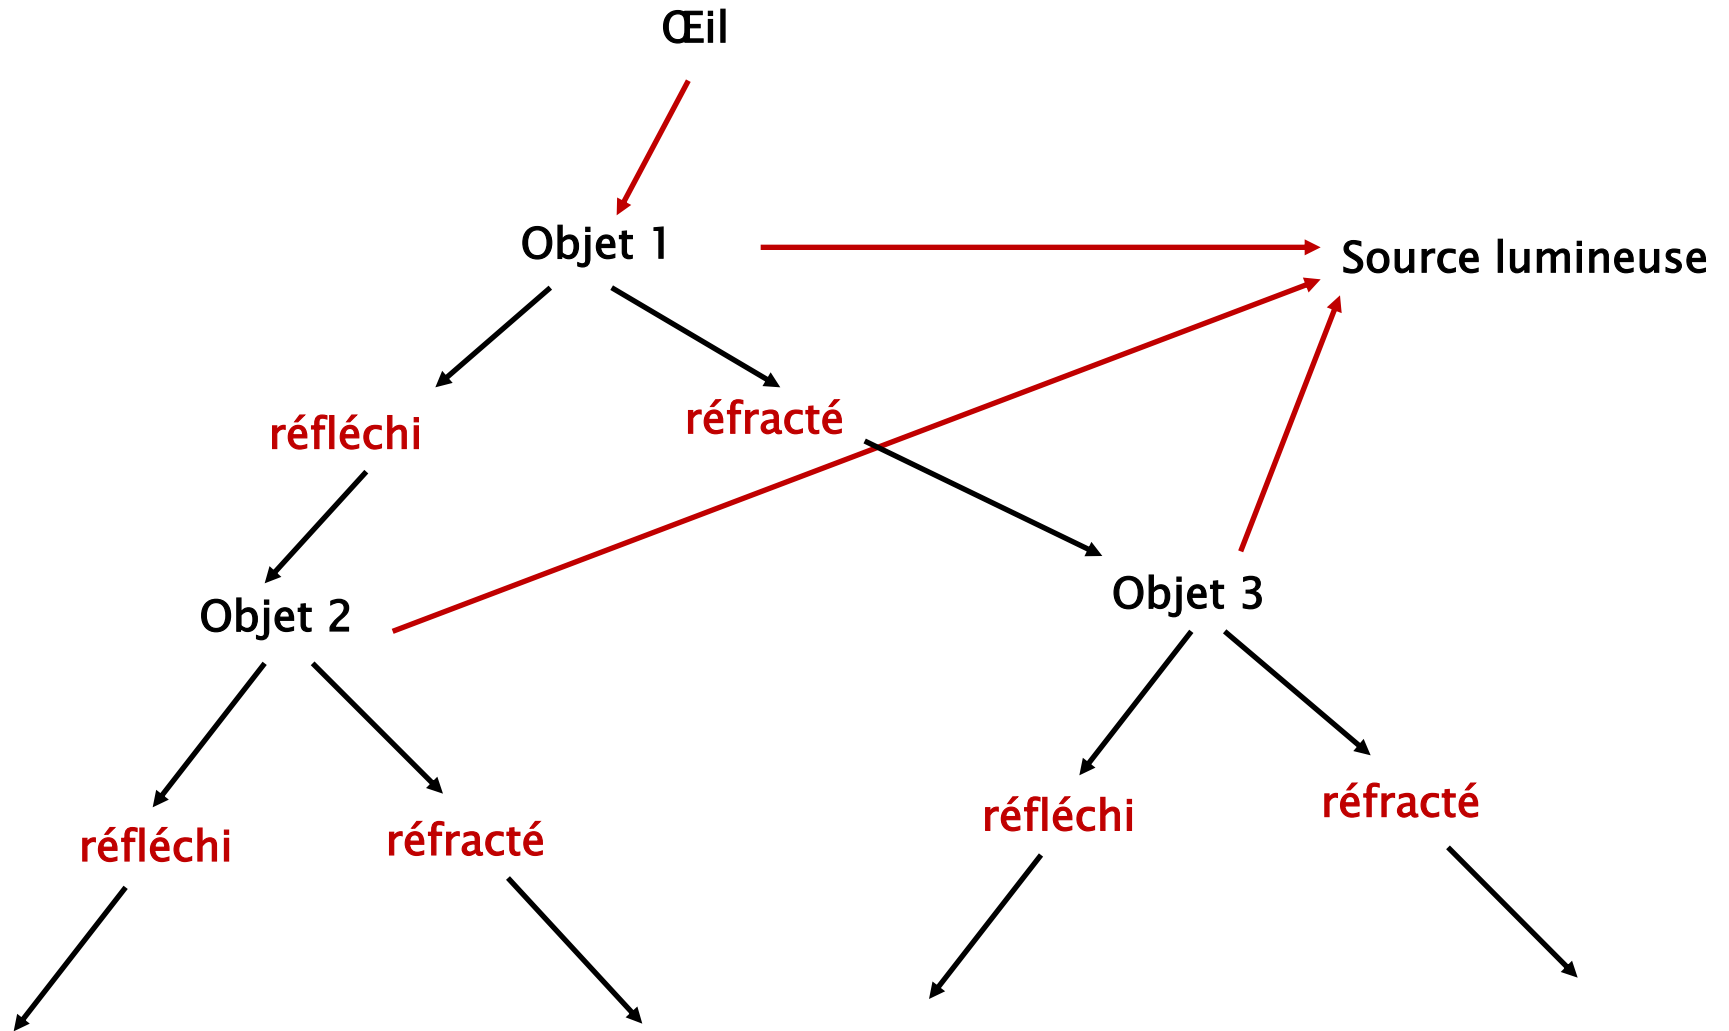 Œil
Objet 1
Source lumineuse
réfléchi
réfracté
Objet 2
Objet 3
réfléchi
réfracté
réfléchi
réfracté